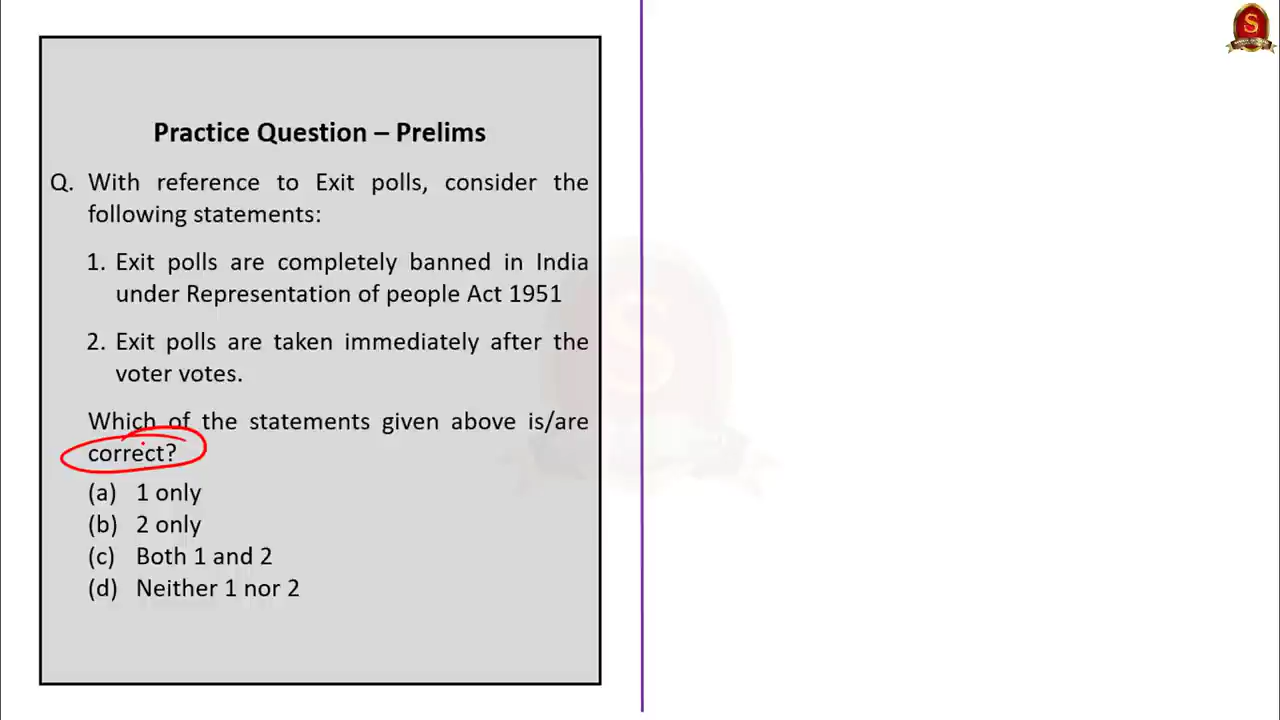 Practice Question – Prelims
Q. With reference to Exit polls, consider the
following statements:
1. Exit polls are completely banned in India
under Representation of people Act 1951
2. Exit polls are taken immediately after the
voter votes.
Which of the statements given above is/are
correct?
(a) 1 only
(b) 2 only
(c) Both 1 and 2
(d) Neither 1 nor 2
S